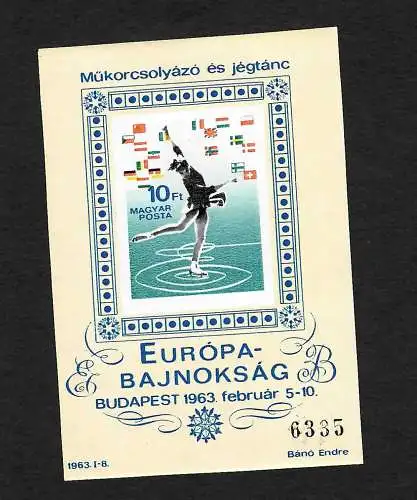 Műkorcsolyázó és jégtánc
10 Ft
MAGYAR
POSTA
EURÓPA-
BAJNOKSÁG
E B
BUDAPEST 1963. február 5-10.
6335
1963. I-8.
Bánó Endre